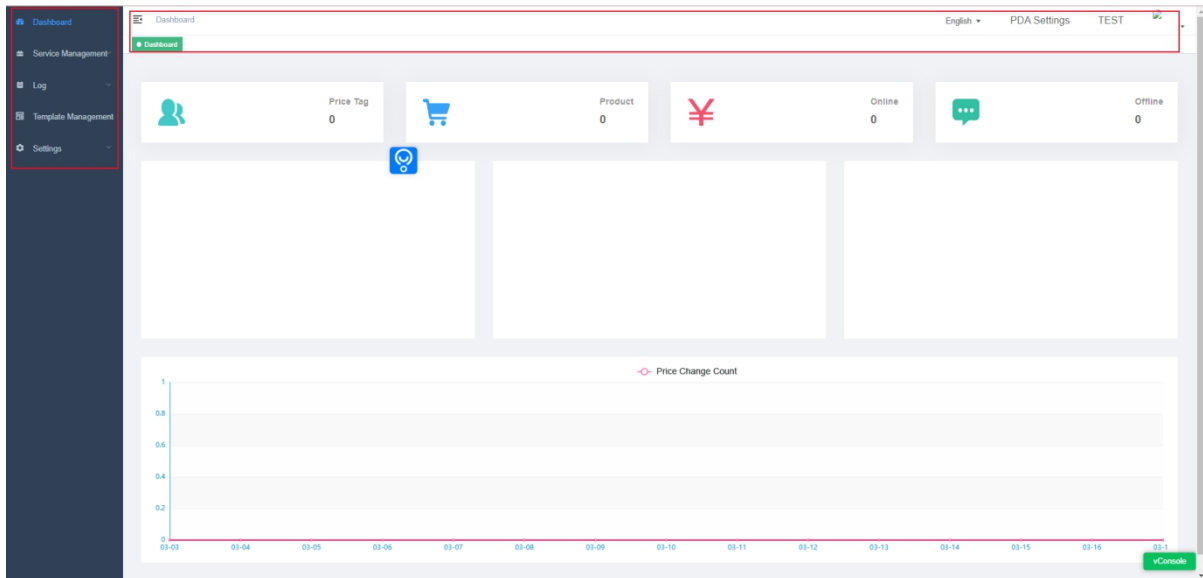 Dashboard
Service Management
Log
Template Management
Settings
Dashboard
English
PDA Settings
TEST
Dashboard
Price Tag
0
Product
0
Online
0
Offline
0
Price Change Count
1
0.8
0.6
0.4
0.2
0
03-03 03-04 03-05 03-06 03-07 03-08 03-09 03-10 03-11 03-12 03-13 03-14 03-15 03-16 03-1
vConsole